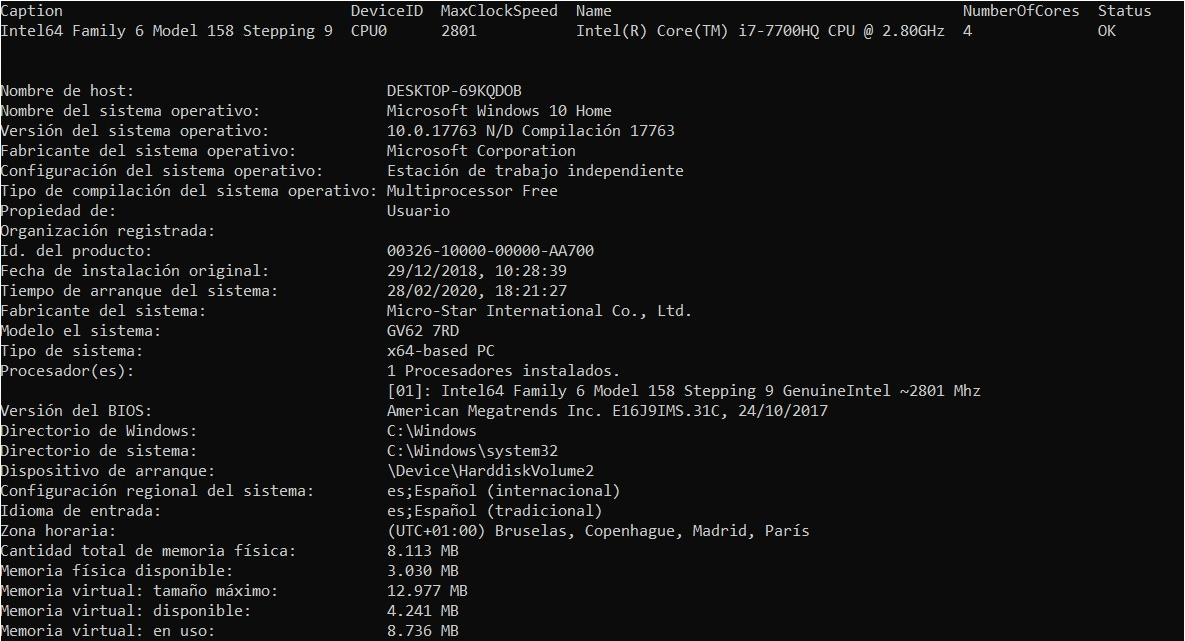 Caption DeviceID MaxClockSpeed Name NumberOfCores Status
Intel64 Family 6 Model 158 Stepping 9 CPU0 2801 Intel(R) Core(TM) i7-7700HQ CPU @ 2.80GHz 4 OK
Nombre de host: DESKTOP-69KQDOB
Nombre del sistema operativo: Microsoft Windows 10 Home
Versión del sistema operativo: 10.0.17763 N/D Compilación 17763
Fabricante del sistema operativo: Microsoft Corporation
Configuración del sistema operativo: Estación de trabajo independiente
Tipo de compilación del sistema operativo: Multiprocessor Free
Propiedad de: Usuario
Organización registrada:
Id. del producto: 00326-10000-00000-AA700
Fecha de instalación original: 29/12/2018, 10:28:39
Tiempo de arranque del sistema: 28/02/2020, 18:21:27
Fabricante del sistema: Micro-Star International Co., Ltd.
Modelo el sistema: GV62 7RD
Tipo de sistema: x64-based PC
Procesador(es): 1 Procesadores instalados.
[01]: Intel64 Family 6 Model 158 Stepping 9 GenuineIntel ~2801 Mhz
Versión del BIOS: American Megatrends Inc. E16J9IMS.31C, 24/10/2017
Directorio de Windows: C:\Windows
Directorio de sistema: C:\Windows\system32
Dispositivo de arranque: \Device\HarddiskVolume2
Configuración regional del sistema: es;Español (internacional)
Idioma de entrada: es;Español (tradicional)
Zona horaria: (UTC+01:00) Bruselas, Copenhague, Madrid, París
Cantidad total de memoria física: 8.113 MB
Memoria física disponible: 3.030 MB
Memoria virtual: tamaño máximo: 12.977 MB
Memoria virtual: disponible: 4.241 MB
Memoria virtual: en uso: 8.736 MB